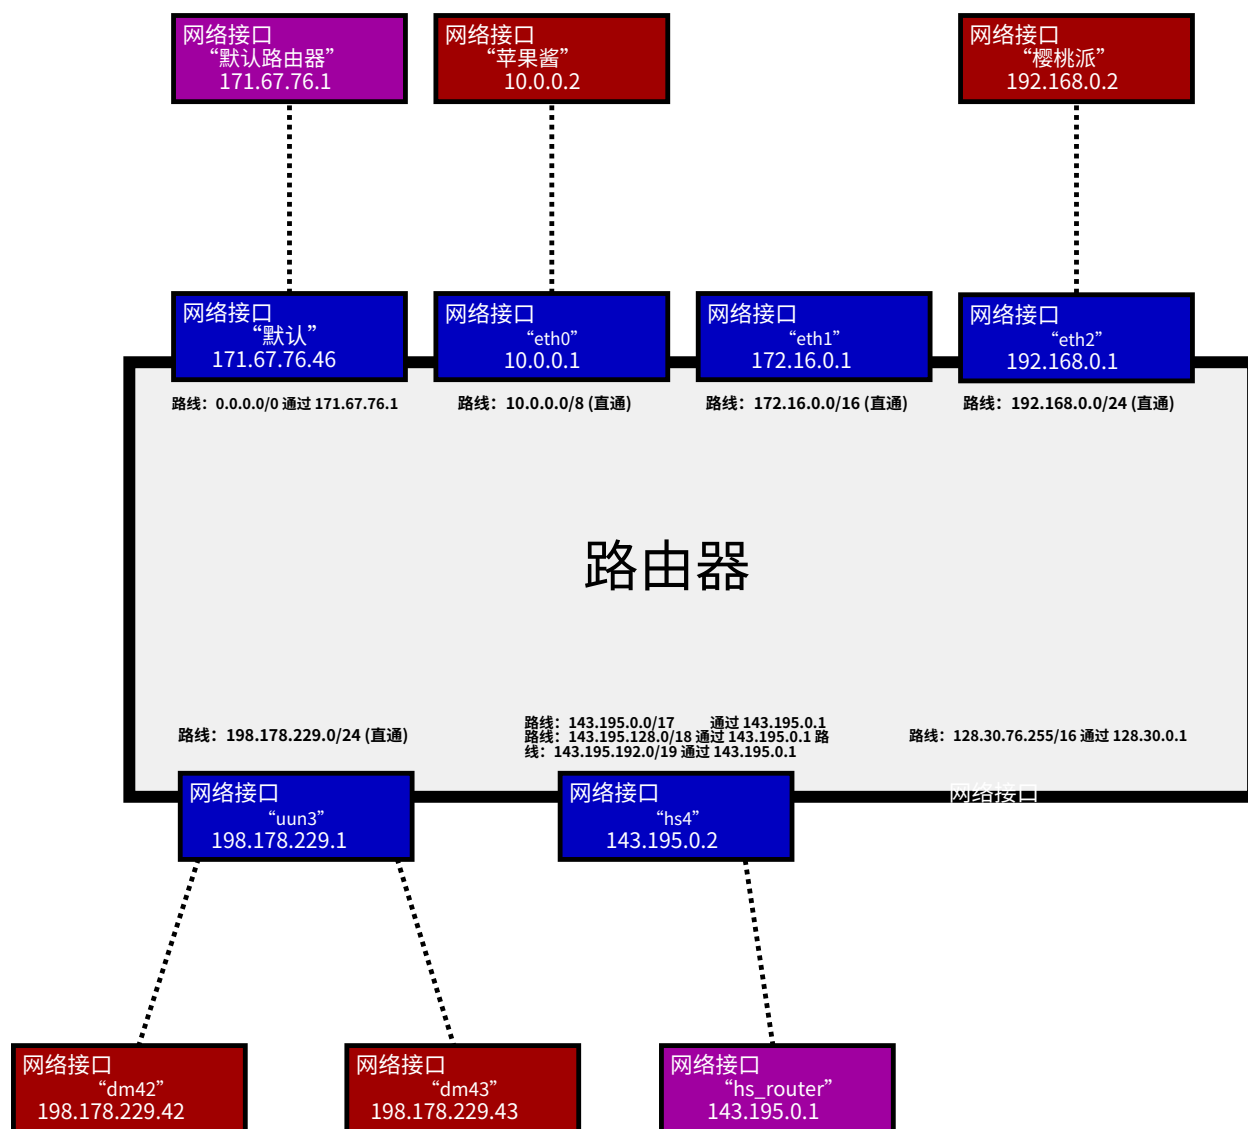 网络接口
“默认路由器”
171.67.76.1
网络接口
“苹果酱”
10.0.0.2
网络接口
“樱桃派”
192.168.0.2
网络接口
“默认”
171.67.76.46
网络接口
“eth0”
10.0.0.1
网络接口
“eth1”
172.16.0.1
网络接口
“eth2”
192.168.0.1
路线：0.0.0.0/0 通过 171.67.76.1
路线：10.0.0.0/8 (直通)
路线：172.16.0.0/16 (直通)
路线：192.168.0.0/24 (直通)
路由器
路线：198.178.229.0/24 (直通)
路线：143.195.0.0/17 通过 143.195.0.1
路线：143.195.128.0/18 通过 143.195.0.1 路
线：143.195.192.0/19 通过 143.195.0.1
路线：128.30.76.255/16 通过 128.30.0.1
网络接口
“uun3”
198.178.229.1
网络接口
“hs4”
143.195.0.2
网络接口
网络接口
“dm42”
198.178.229.42
网络接口
“dm43”
198.178.229.43
网络接口
“hs_router”
143.195.0.1